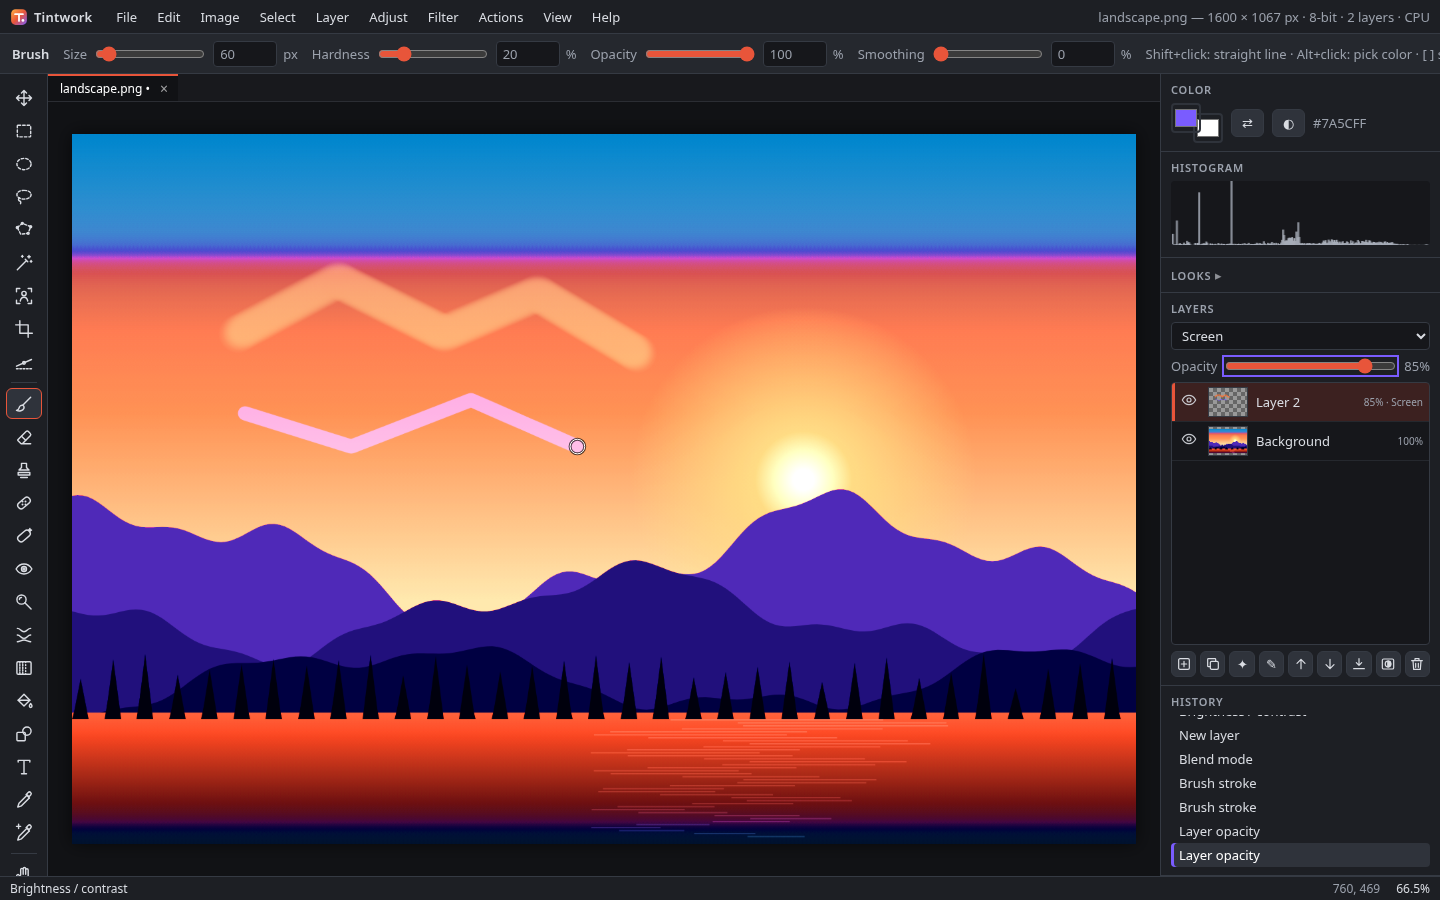 Tintwork File Edit Image Select Layer Adjust Filter Actions View Help landscape.png — 1600 × 1067 px · 8-bit · 2 layers · CPU
Brush Size 60 px Hardness 20 % Opacity 100 % Smoothing 0 % Shift+click: straight line · Alt+click: pick color · [ ]
landscape.png • ×
COLOR
#7A5CFF
HISTOGRAM
LOOKS ▸
LAYERS
Screen
Opacity 85%
Layer 2 85% · Screen
Background 100%
HISTORY
Brightness / contrast
New layer
Blend mode
Brush stroke
Brush stroke
Layer opacity
Layer opacity
Brightness / contrast 760, 469 66.5%